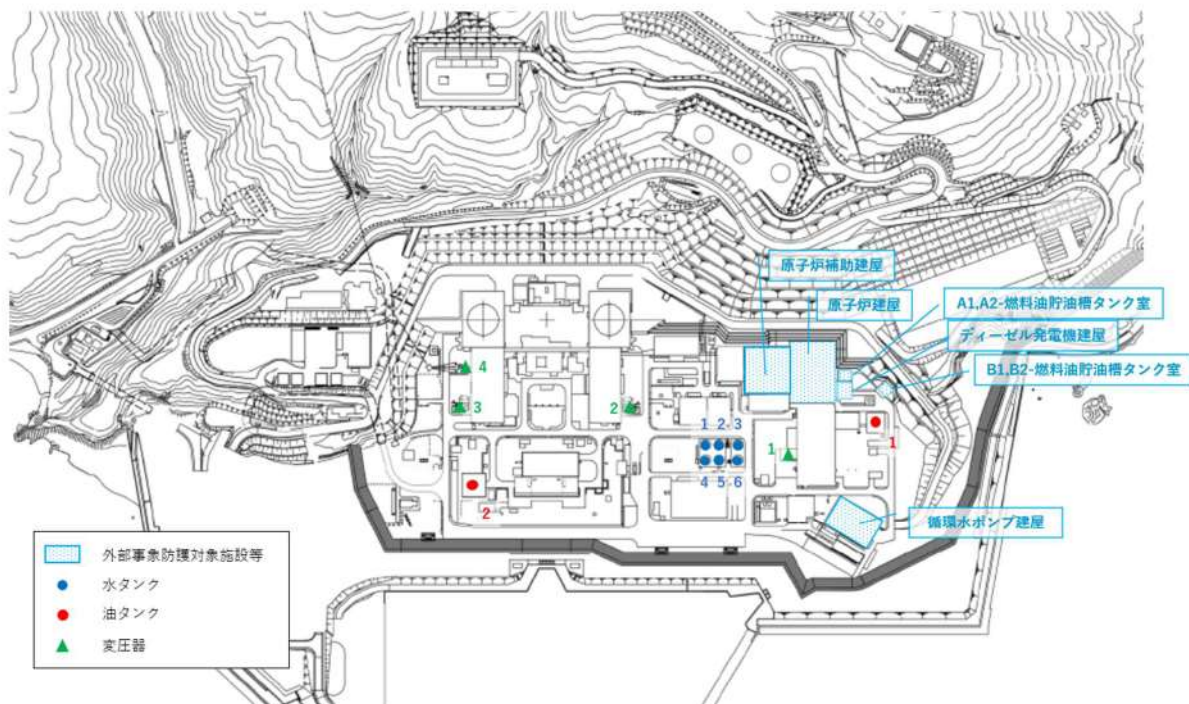 原子炉補助建屋
原子炉建屋
A1,A2-燃料油貯油槽タンク室
ディーゼル発電機建屋
B1,B2-燃料油貯油槽タンク室
4
3
2
1 2 3
1
1
4 5 6
2
循環水ポンプ建屋
外部事象防護対象施設等
水タンク
油タンク
変圧器